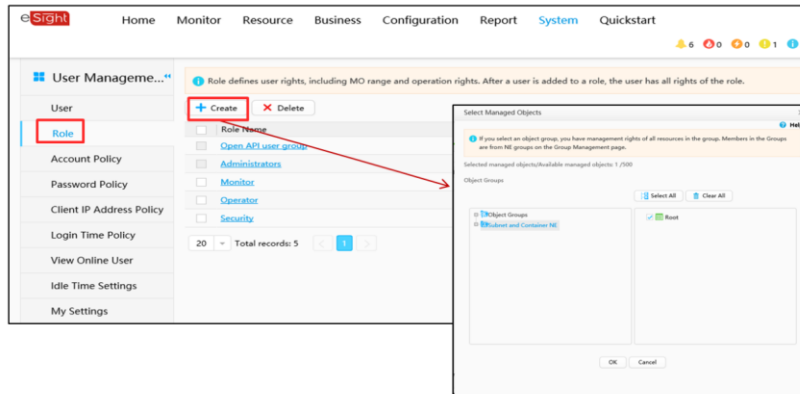 eSight Home Monitor Resource Business Configuration Report System Quickstart
6 0 0 1
User Manageme...
Role defines user rights, including MO range and operation rights. After a user is added to a role, the user has all rights of the role.
User
Role
Account Policy
Password Policy
Client IP Address Policy
Login Time Policy
View Online User
Idle Time Settings
My Settings
Create Delete
Role Name
Open API user group
Administrators
Monitor
Operator
Security
20 Total records: 5 < 1 >
Select Managed Objects
Hel
If you select an object group, you have management rights of all resources in the group. Members in the Groups
are from NE groups on the Group Management page.
Selected managed objects/Available managed objects: 1 /500
Object Groups
Select All Clear All
Object Groups
Subnet and Container NE
Root
OK Cancel